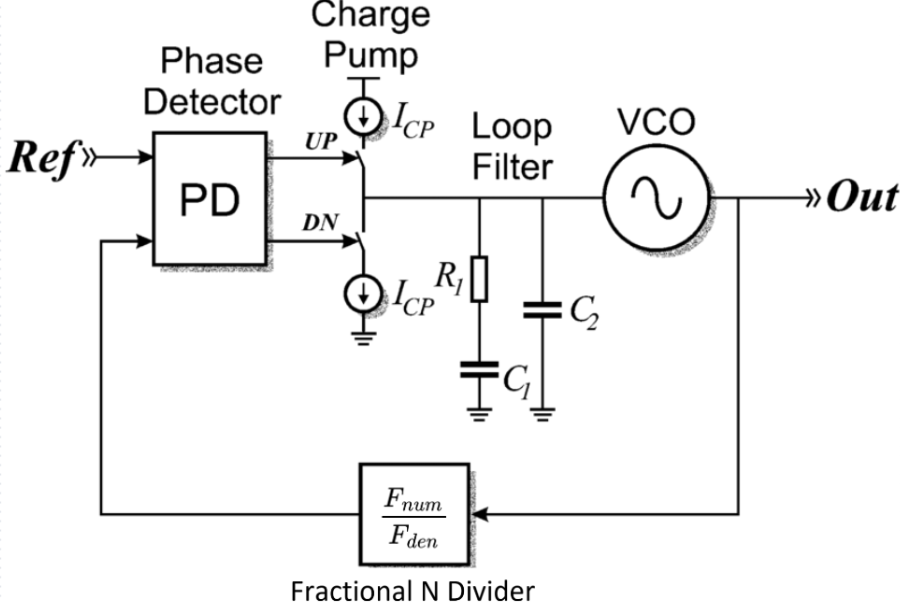 Charge
Pump
Phase
Detector
I_CP
Loop
Filter
VCO
UP
Ref
PD
Out
DN
R_1
I_CP
C_2
C_1
F_num
F_den
Fractional N Divider